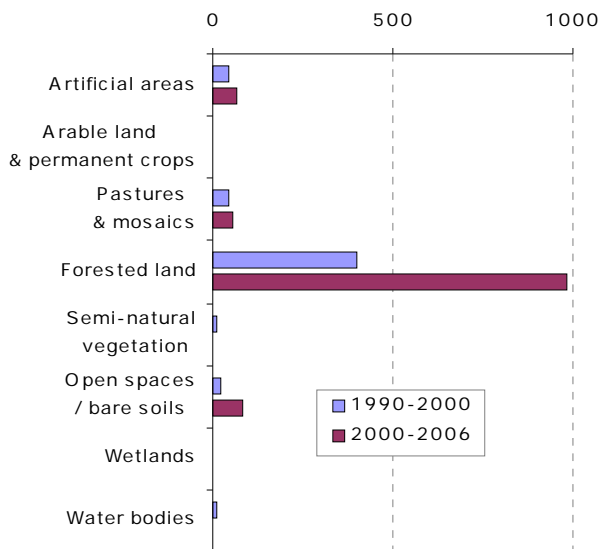 0 500 1000
Artificial areas
Arable land
& permanent crops
Pastures
& mosaics
Forested land
Semi-natural
vegetation
Open spaces
/ bare soils
1990-2000
2000-2006
Wetlands
Water bodies